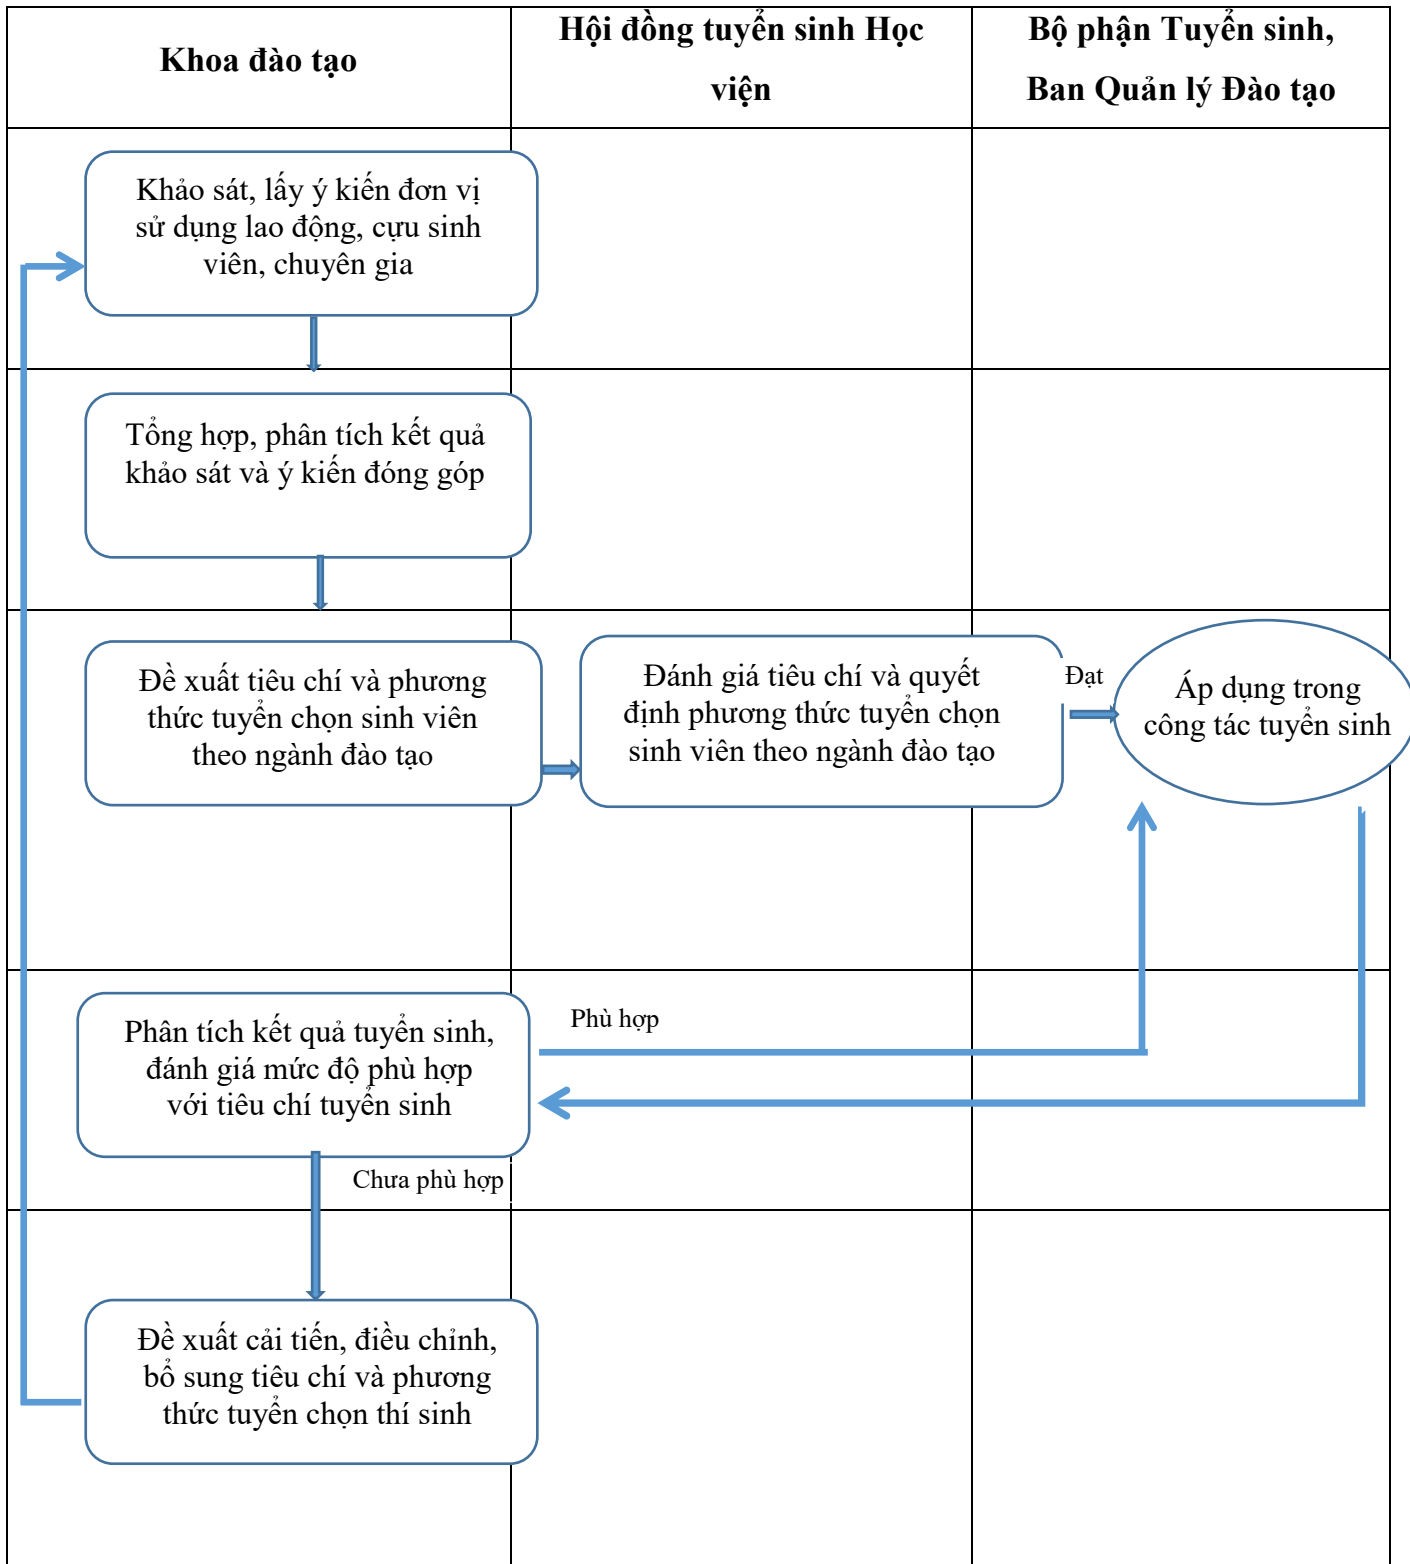 Khoa đào tạo
Hội đồng tuyển sinh Học
viện
Bộ phận Tuyển sinh,
Ban Quản lý Đào tạo
Khảo sát, lấy ý kiến đơn vị
sử dụng lao động, cựu sinh
viên, chuyên gia
Tổng hợp, phân tích kết quả
khảo sát và ý kiến đóng góp
Đề xuất tiêu chí và phương
thức tuyển chọn sinh viên
theo ngành đào tạo
Đánh giá tiêu chí và quyết
định phương thức tuyển chọn
sinh viên theo ngành đào tạo
Đạt
Áp dụng trong
công tác tuyển sinh
Phân tích kết quả tuyển sinh,
đánh giá mức độ phù hợp
với tiêu chí tuyển sinh
Phù hợp
Chưa phù hợp
Đề xuất cải tiến, điều chỉnh,
bổ sung tiêu chí và phương
thức tuyển chọn thí sinh